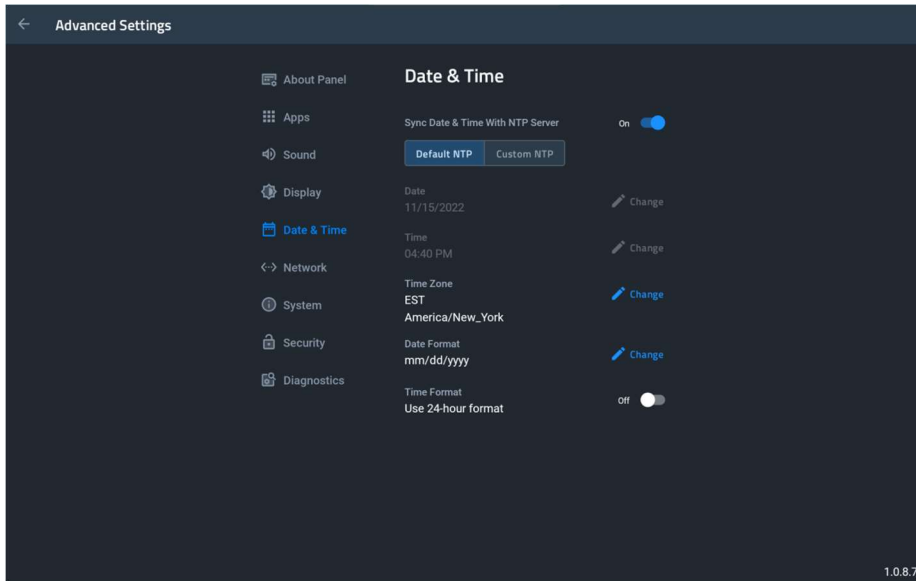 Advanced Settings
About Panel
Apps
Sound
Display
Date & Time
Network
System
Security
Diagnostics
Date & Time
Sync Date & Time With NTP Server
On
Default NTP
Custom NTP
Date
11/15/2022
Change
Time
04:40 PM
Change
Time Zone
EST
America/New_York
Change
Date Format
mm/dd/yyyy
Change
Time Format
Use 24-hour format
Off
1.0.8.7